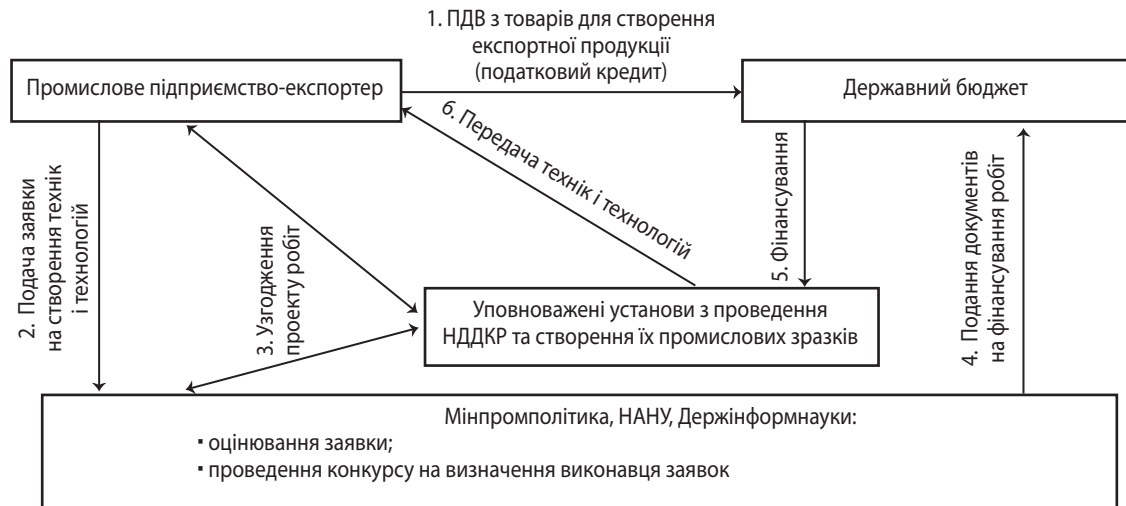 1. ПДВ з товарів для створення
експортної продукції
(податковий кредит)
Промислове підприємство-експортер
Державний бюджет
2. Подача заявки
на створення технік
і технологій
3. Узгодження
проекту робіт
6. Передача технік і технологій
5. Фінансування
4. Подання документів
на фінансування робіт
Уповноважені установи з проведення
НДДКР та створення їх промислових зразків
Мінпромполітика, НАНУ, Держінформнауки:
▪ оцінювання заявки;
▪ проведення конкурсу на визначення виконавця заявок